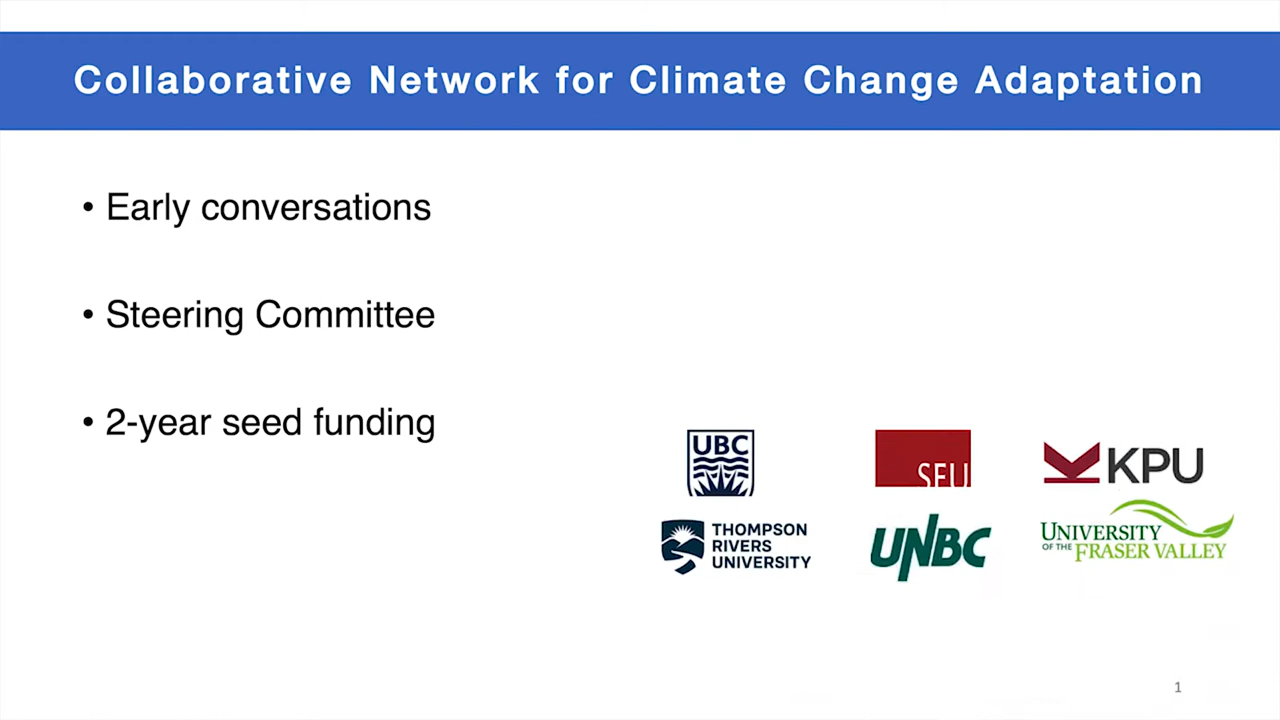 Collaborative Network for Climate Change Adaptation
• Early conversations
• Steering Committee
• 2-year seed funding
UBC
SFU
KPU
THOMPSON
RIVERS
UNIVERSITY
UNBC
UNIVERSITY
OF THE FRASER VALLEY
1